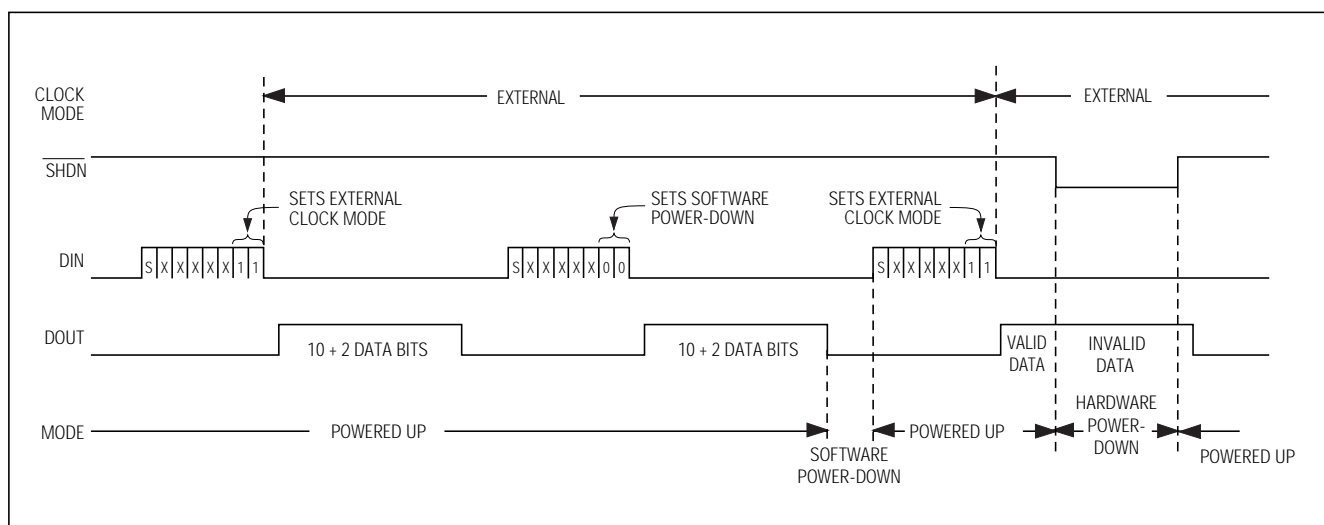 CLOCK
MODE
EXTERNAL
EXTERNAL
SHDN
SETS EXTERNAL
CLOCK MODE
SETS SOFTWARE
POWER-DOWN
SETS EXTERNAL
CLOCK MODE
DIN
S X X X X X 1 1
S X X X X X 0 0
S X X X X X 1 1
DOUT
10 + 2 DATA BITS
10 + 2 DATA BITS
VALID
DATA
INVALID
DATA
MODE
POWERED UP
SOFTWARE
POWER-DOWN
POWERED UP
HARDWARE
POWER-
DOWN
POWERED UP